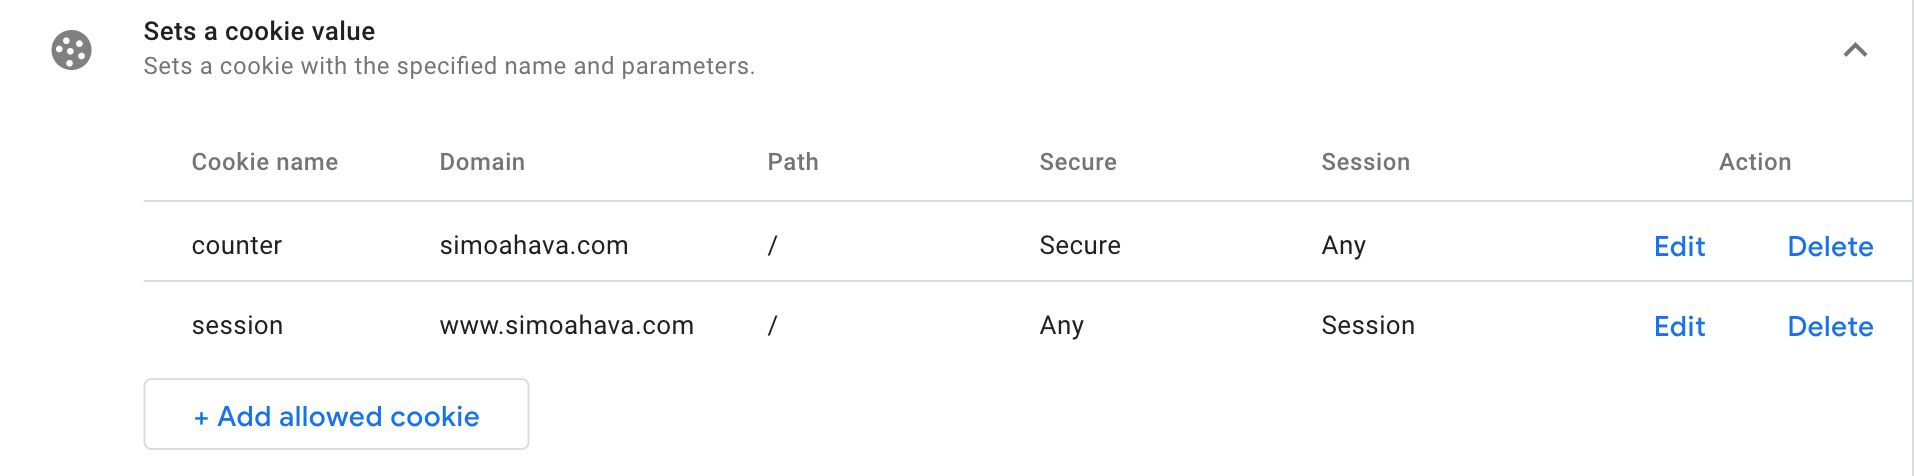 Sets a cookie value
Sets a cookie with the specified name and parameters.
Cookie name Domain Path Secure Session Action
counter simoahava.com / Secure Any Edit Delete
session www.simoahava.com / Any Session Edit Delete
+ Add allowed cookie